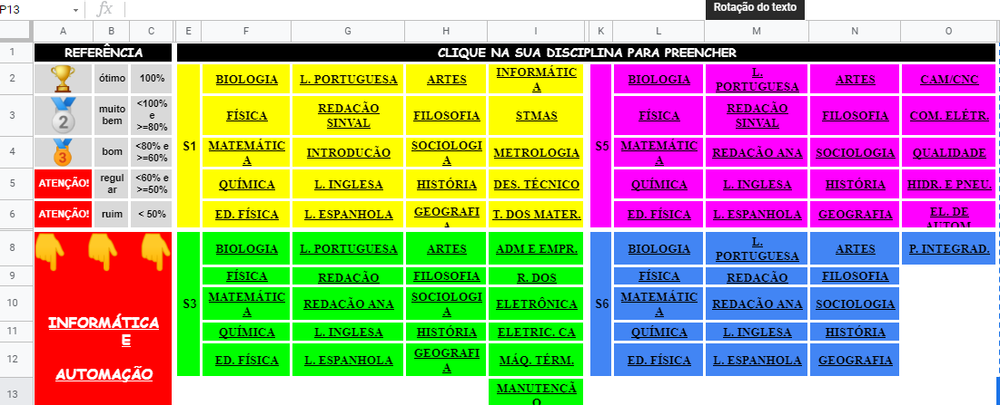 P13
fx
Rotação do texto
A B C E F G H I K L M N O
1 REFERÊNCIA CLIQUE NA SUA DISCIPLINA PARA PREENCHER
2
ótimo 100%
3
2
muito
bem
<100%
e
>=80%
4
3
bom
<80% e
>=60%
5
ATENÇÃO!
regul
ar
<60% e
>=50%
6
ATENÇÃO! ruim < 50%
S1
BIOLOGIA L. PORTUGUESA ARTES INFORMÁTIC
A
FÍSICA REDAÇÃO
SINVAL
FILOSOFIA STMAS
MATEMÁTIC
A
INTRODUCÃO SOCIOLOGI
A
METROLOGIA
QUÍMICA L. INGLESA HISTÓRIA DES. TÉCNICO
ED. FÍSICA L. ESPANHOLA GEOGRAFI
A
T. DOS MATER.
S5
BIOLOGIA L.
PORTUGUESA
ARTES CAM/CNC
FÍSICA REDAÇÃO
SINVAL
FILOSOFIA COM. ELÉTR.
MATEMÁTIC
A
REDAÇÃO ANA SOCIOLOGIA QUALIDADE
QUÍMICA L. INGLESA HISTÓRIA HIDR. E PNEU.
ED. FÍSICA L. ESPANHOLA GEOGRAFIA EL. DE
AUTOM
8
9
10
11
12
13
INFORMÁTICA
E
AUTOMAÇÃO
S3
BIOLOGIA L. PORTUGUESA ARTES ADM E EMPR.
FÍSICA REDAÇÃO FILOSOFIA R. DOS
MATEMÁTIC
A
REDAÇÃO ANA SOCIOLOGI
A
ELETRÔNICA
QUÍMICA L. INGLESA HISTÓRIA ELETRIC. CA
ED. FÍSICA L. ESPANHOLA GEOGRAFI
A
MÁQ. TÉRM.
MANUTENCÃ
O
S6
BIOLOGIA L.
PORTUGUESA
ARTES P. INTEGRAD.
FÍSICA REDAÇÃO FILOSOFIA
MATEMÁTIC
A
REDAÇÃO ANA SOCIOLOGIA
QUÍMICA L. INGLESA HISTÓRIA
ED. FÍSICA L. ESPANHOLA GEOGRAFIA